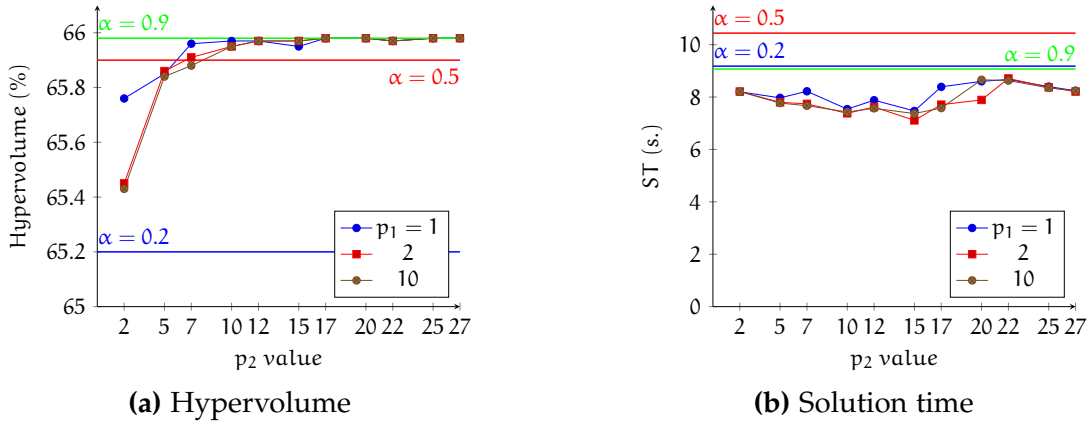 α = 0.9
66
α = 0.5
65.8
65.6
65.4
α = 0.2
65.2
65
Hypervolume (%)
p₁ = 1
2
10
2 5 7 10 12 15 17 20 22 25 27
p₂ value
(a) Hypervolume
α = 0.5
10
α = 0.2
α = 0.9
8
6
4
2
0
ST (s.)
p₁ = 1
2
10
2 5 7 10 12 15 17 20 22 25 27
p₂ value
(b) Solution time